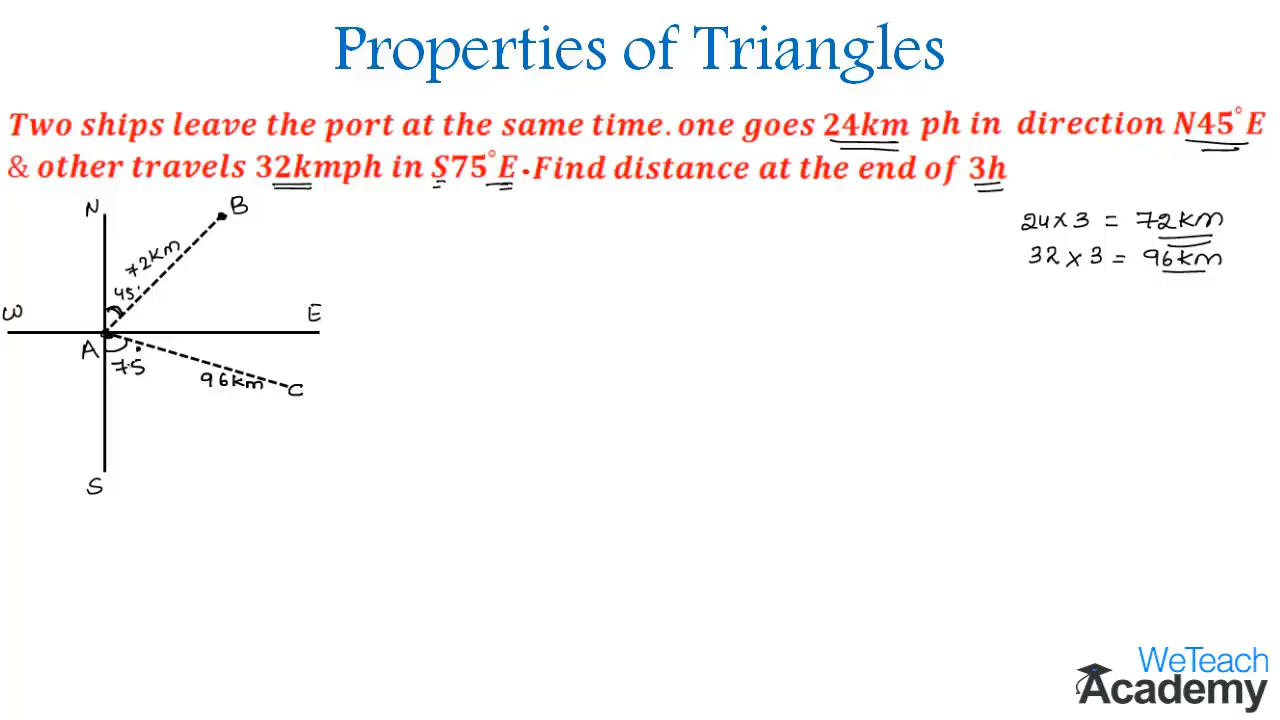 Properties of Triangles
Two ships leave the port at the same time. one goes 24km ph in direction N45°E
& other travels 32kmph in S75°E. Find distance at the end of 3h
24 x 3 = 72km
32 x 3 = 96km
N
B
72km
45°
W
E
A
75°
96km
C
S
WeTeach
Academy